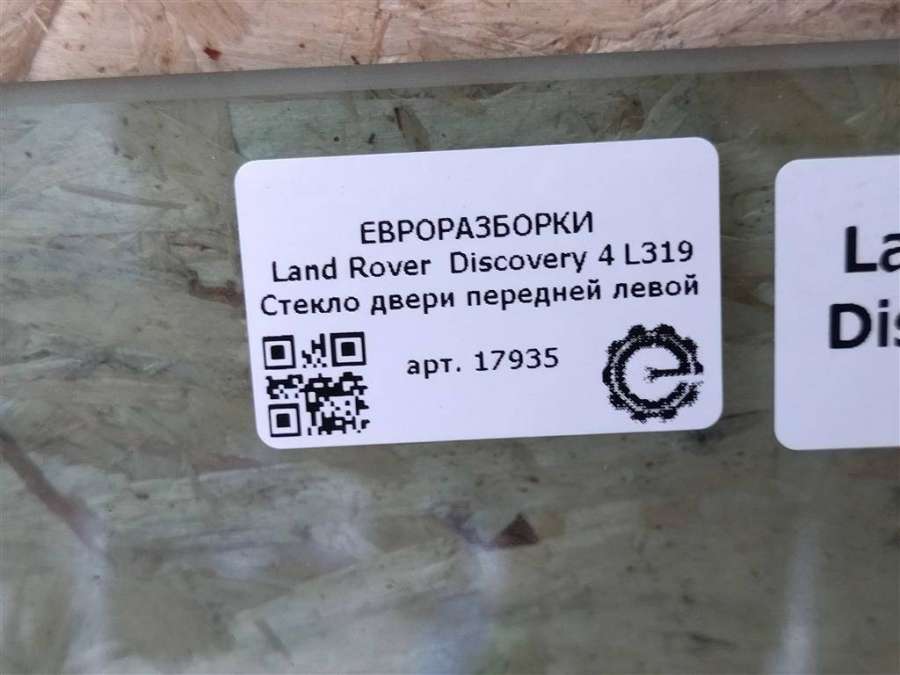 ЕВРОРАЗБОРКИ
Land Rover Discovery 4 L319
Стекло двери передней левой
арт. 17935
La
Dis